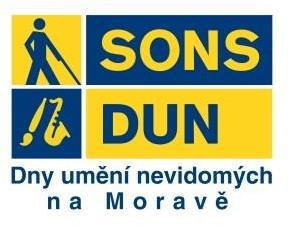 SONS
DUN
Dny umění nevidomých
na Moravě